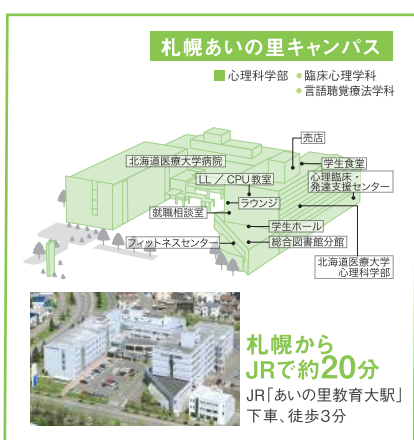 札幌あいの里キャンパス
■心理科学部 ●臨床心理学科
●言語聴覚療法学科
売店
北海道医療大学病院
学生食堂
LL／CPU教室
心理臨床・
発達支援センター
ラウンジ
就職相談室
学生ホール
フィットネスセンター
総合図書館分館
北海道医療大学
心理科学部
札幌から
JRで約20分
JR「あいの里教育大駅」
下車、徒歩3分